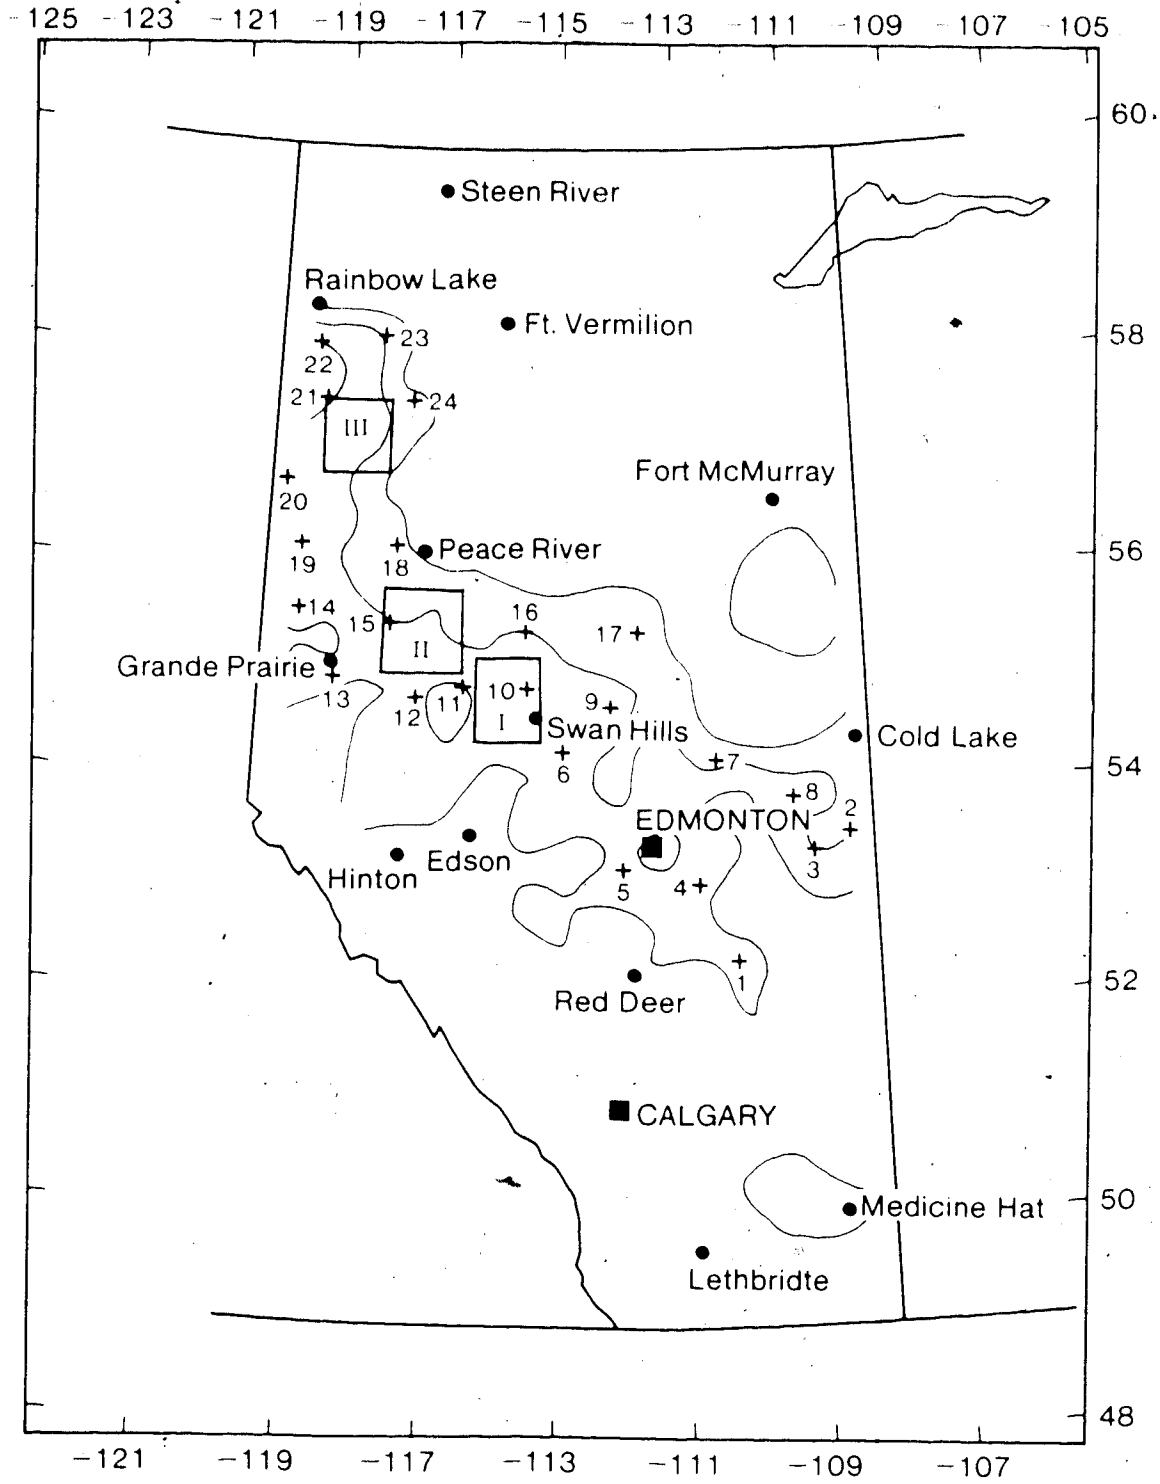 -125 -123 -121 -119 -117 -115 -113 -111 -109 -107 -105
60
Steen River
Rainbow Lake
Ft. Vermilion
23
58
22
21
24
III
Fort McMurray
20
Peace River
56
19
18
14
16
15
17
II
Grande Prairie
13
10
9
12
11
I
Swan Hills
Cold Lake
6
7
54
8
2
EDMONTON
3
Edson
Hinton
5
4
1
52
Red Deer
CALGARY
50
Medicine Hat
Lethbridte
48
-121 -119 -117 -113 -111 -109 -107